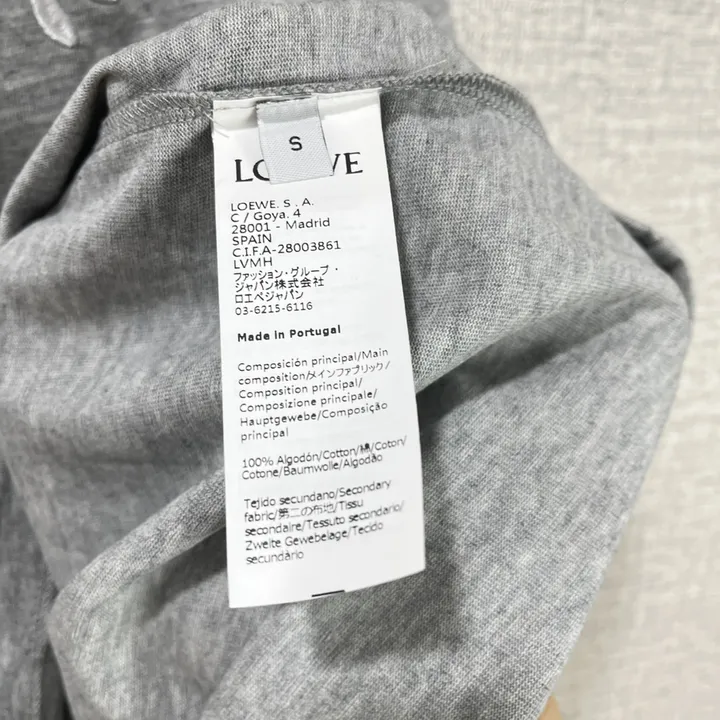 S
LOEWE
LOEWE. S . A.
C / Goya. 4
28001 - Madrid
SPAIN
C.I.F.A-28003861
LVMH
ファッション・グループ・
ジャパン株式会社
ロエベジャパン
03-6215-6116
Made in Portugal
Composición principal/Main
composition/メインファブリック/
Composition principal/
Composizione principale/
Hauptgewebe/Composição
principal
100% Algodón/Cotton/綿/Coton/
Cotone/Baumwolle/Algodão
Tejido secundano/Secondary
fabric/第二の布地/Tissu
secondaire/Tessuto secondario/
Zweite Gewebelage/Tecido
secundàrio